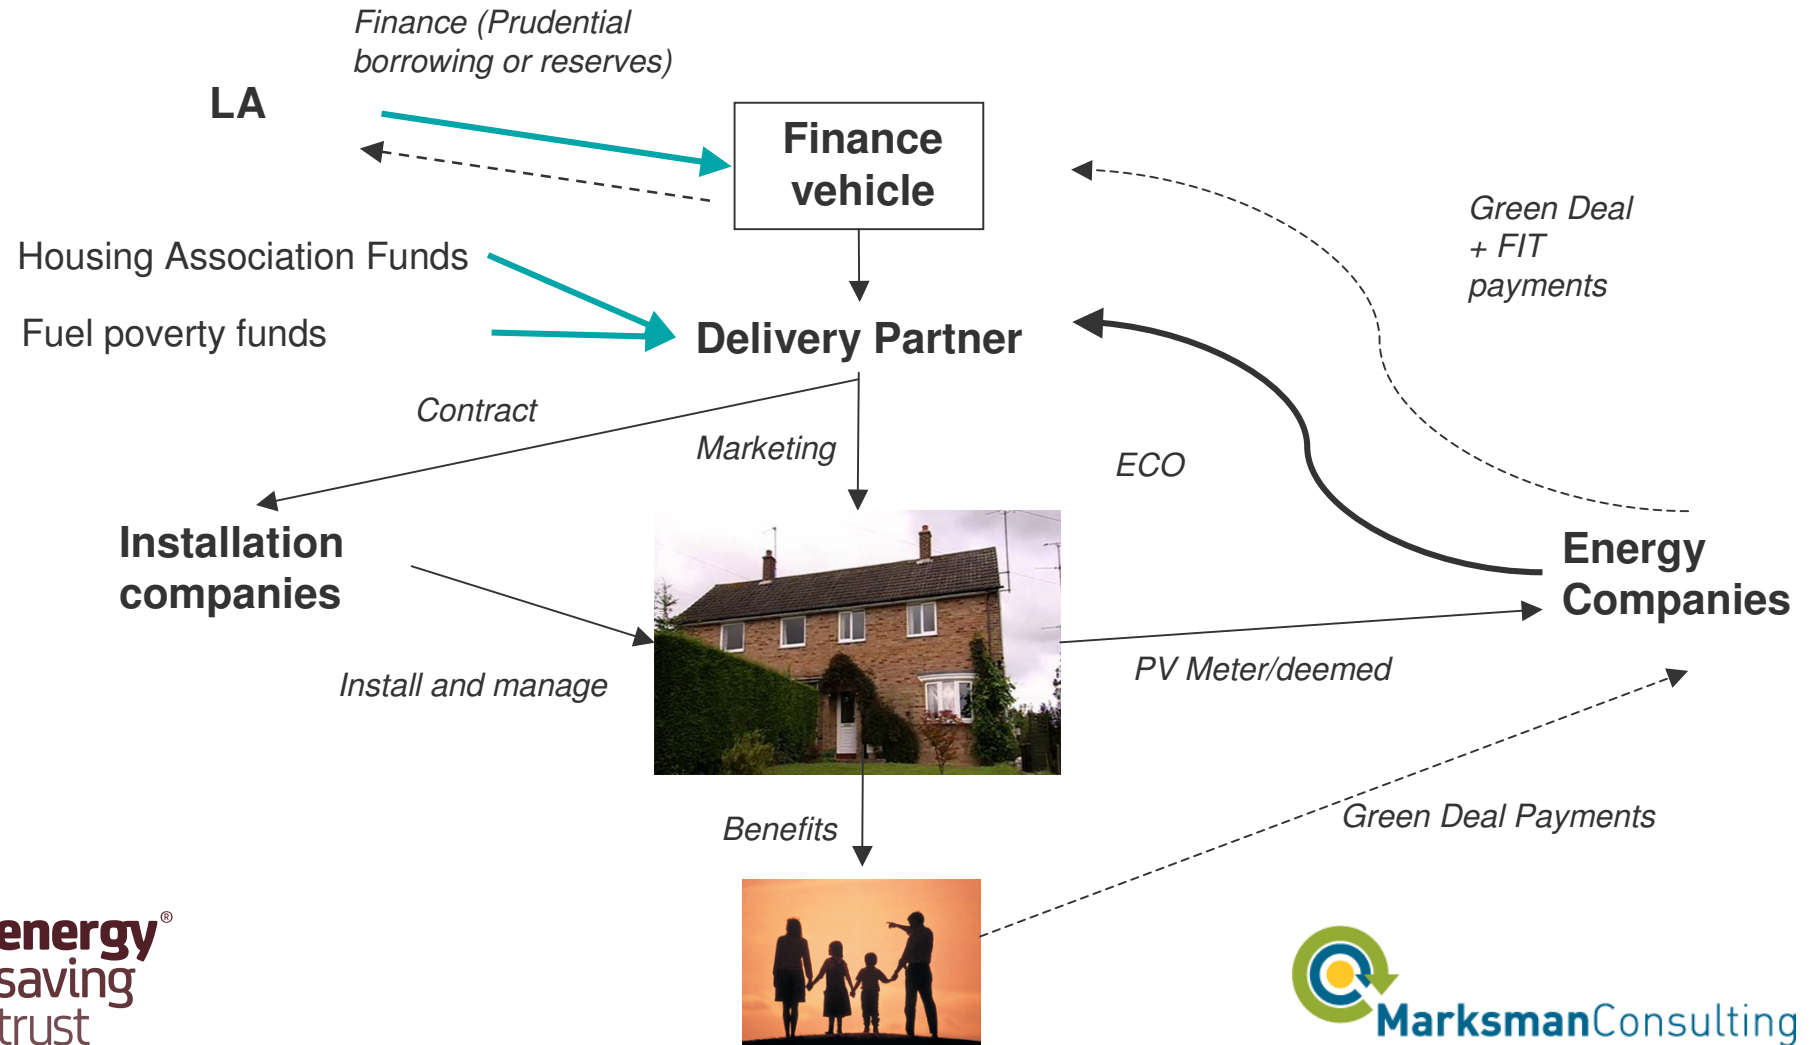 Finance (Prudential
borrowing or reserves)
LA
Finance
vehicle
Green Deal
+ FIT
payments
Housing Association Funds
Fuel poverty funds
Delivery Partner
Contract
Marketing
ECO
Installation
companies
Energy
Companies
Install and manage
PV Meter/deemed
Benefits
Green Deal Payments
energy®
saving
trust
MarksmanConsulting